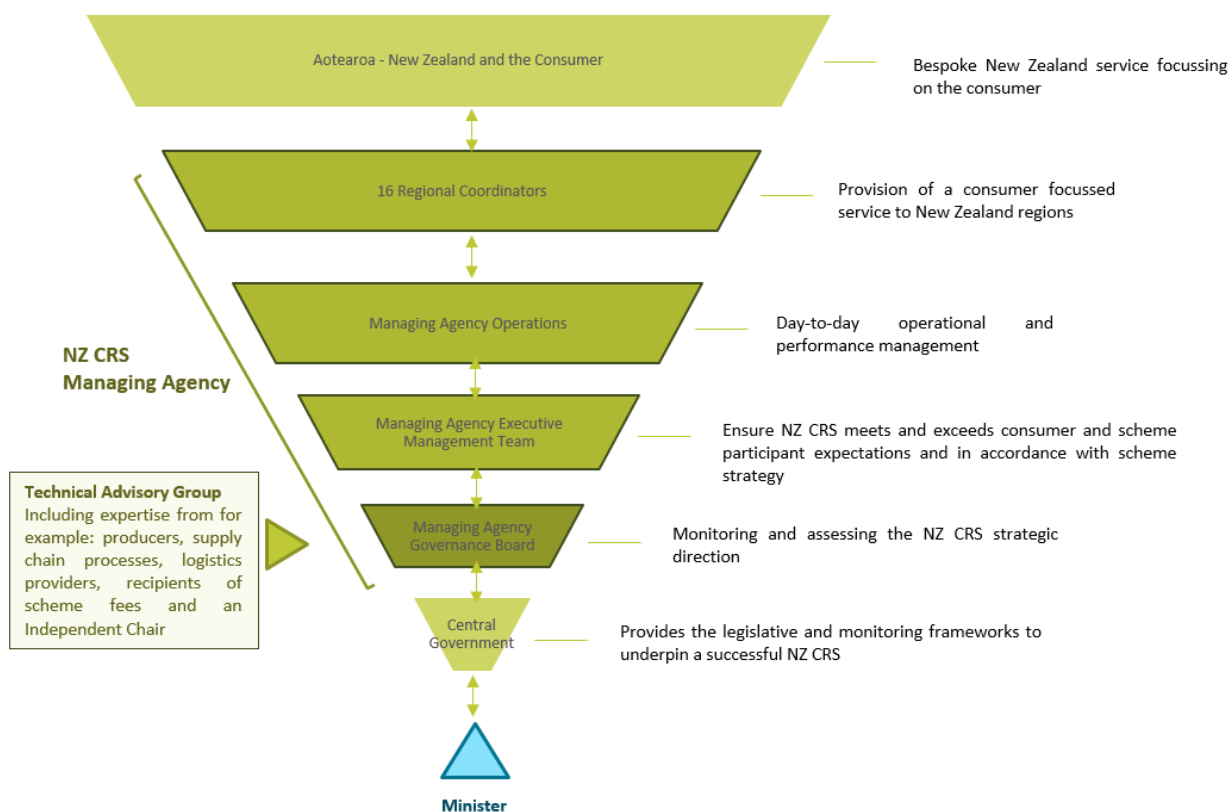 Aotearoa - New Zealand and the Consumer
Bespoke New Zealand service focussing
on the consumer
16 Regional Coordinators
Provision of a consumer focussed
service to New Zealand regions
Managing Agency Operations
Day-to-day operational and
performance management
NZ CRS
Managing Agency
Managing Agency Executive
Management Team
Ensure NZ CRS meets and exceeds consumer and scheme
participant expectations and in accordance with scheme
strategy
Technical Advisory Group
Including expertise from for
example: producers, supply
chain processes, logistics
providers, recipients of
scheme fees and an
Independent Chair
Managing Agency
Governance Board
Monitoring and assessing the NZ CRS strategic
direction
Central
Government
Provides the legislative and monitoring frameworks to
underpin a successful NZ CRS
Minister